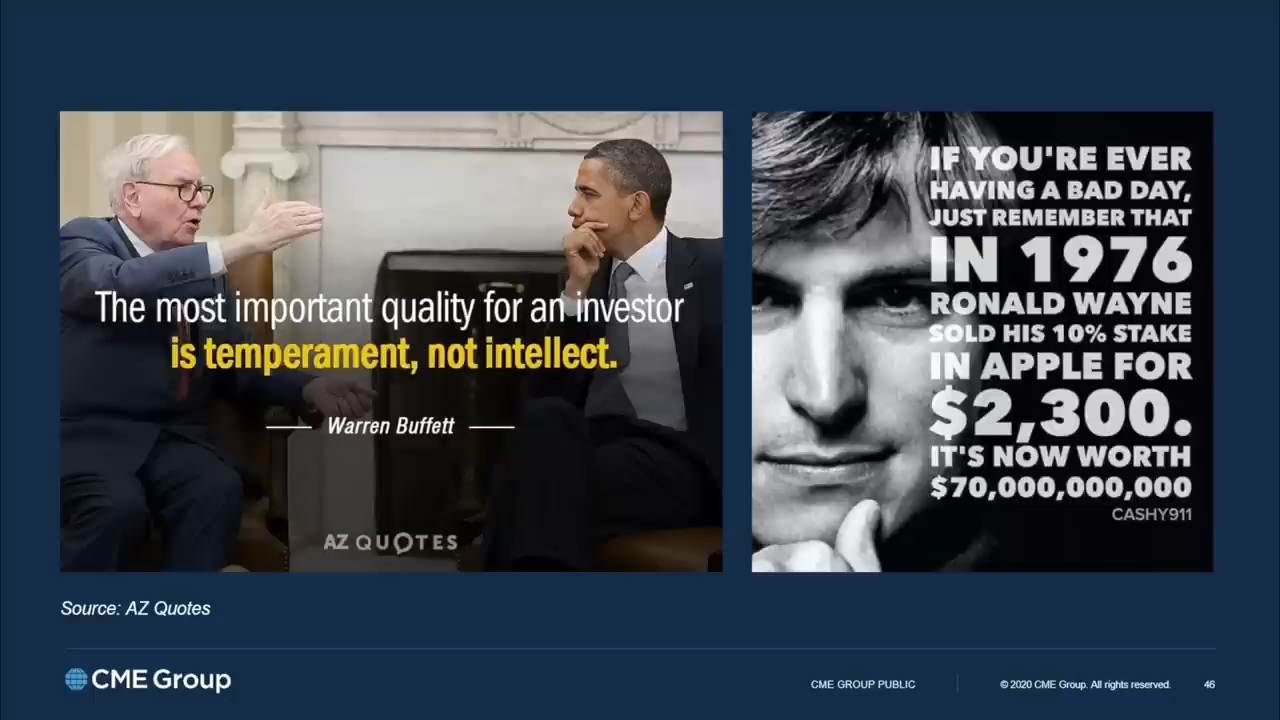 The most important quality for an investor
is temperament, not intellect.
Warren Buffett
AZ QUOTES
IF YOU'RE EVER
HAVING A BAD DAY,
JUST REMEMBER THAT
IN 1976
RONALD WAYNE
SOLD HIS 10% STAKE
IN APPLE FOR
$2,300.
IT'S NOW WORTH
$70,000,000,000
CASHY911
Source: AZ Quotes
CME Group
CME GROUP PUBLIC
© 2020 CME Group. All rights reserved.
46